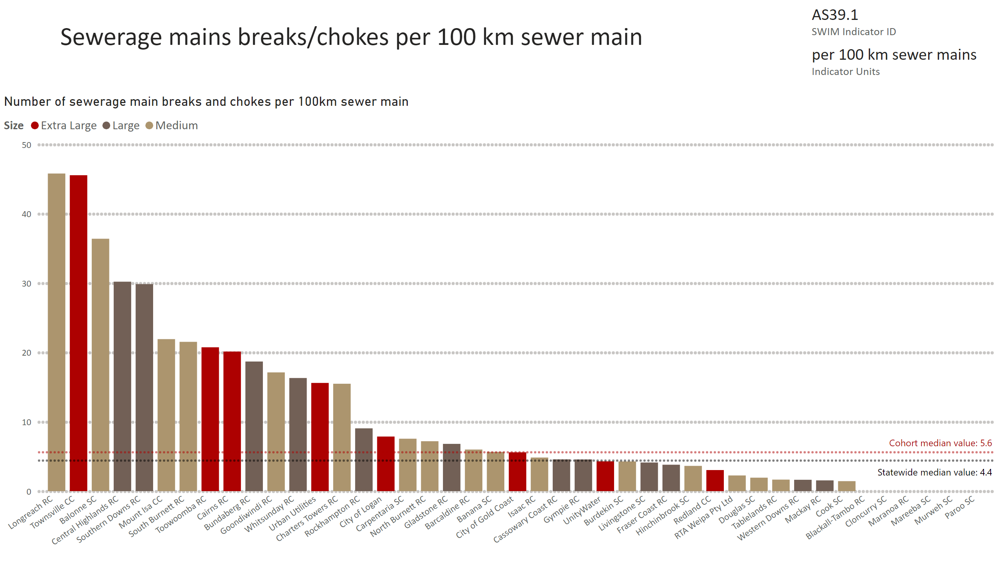 AS39.1
SWIM Indicator ID
Sewerage mains breaks/chokes per 100 km sewer main
per 100 km sewer mains
Indicator Units
Number of sewerage main breaks and chokes per 100km sewer main
Size Extra Large Large Medium
50
40
30
20
10
0
Cohort median value: 5.6
Statewide median value: 4.4
Longreach RC
Townsville CC
Balonne SC
Central Highlands RC
Southern Downs RC
Mount Isa CC
South Burnett RC
Toowoomba RC
Cairns RC
Bundaberg RC
Goondiwindi RC
Whitsunday RC
Urban Utilities
Charters Towers RC
Rockhampton RC
City of Logan
Carpentaria SC
North Burnett RC
Gladstone RC
Barcaldine RC
Banana SC
City of Gold Coast
Isaac RC
Cassowary Coast RC
Gympie RC
UnityWater
Burdekin SC
Livingstone SC
Fraser Coast RC
Hinchinbrook SC
Redland CC
RTA Weipa Pty Ltd
Douglas SC
Tablelands RC
Western Downs RC
Mackay RC
Cook SC
Blackall-Tambo RC
Cloncurry SC
Maranoa RC
Mareeba SC
Murweh SC
Paroo SC